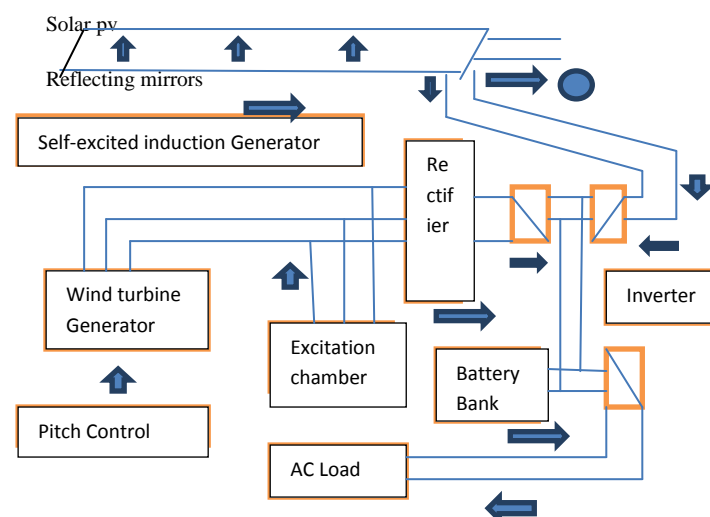 Solar pv
Reflecting mirrors
Self-excited induction Generator
Re
ctif
ier
Wind turbine
Generator
Inverter
Excitation
chamber
Battery
Bank
Pitch Control
AC Load